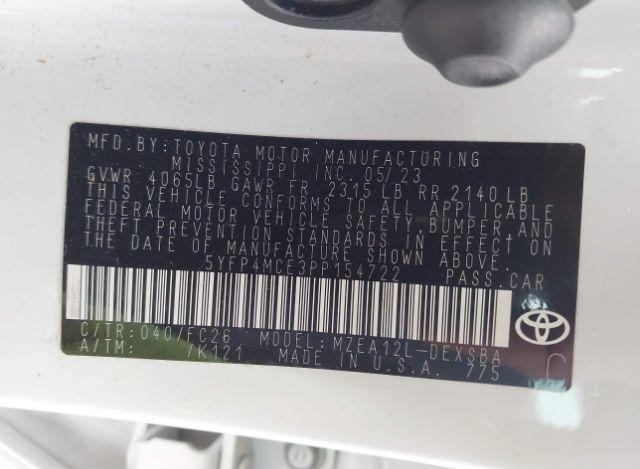 MFD. BY: TOYOTA MOTOR MANUFACTURING
MISSISSIPPI INC. 05/23
GVWR: 4065LB, GAWR FR. 2315 LB RR 2140 LB
THIS VEHICLE CONFORMS TO ALL APPLICABLE
FEDERAL MOTOR VEHICLE SAFETY, BUMPER AND
THEFT PREVENTION STANDARDS IN EFFECT ON
THE DATE OF MANUFACTURE SHOWN ABOVE.
5YFP4MCE3PP154722 PASS.CAR
C/TR: 040/FC26 MODEL: MZEA12L-DEXSBA
A/TM: /K121 MADE IN U.S.A. 775
C